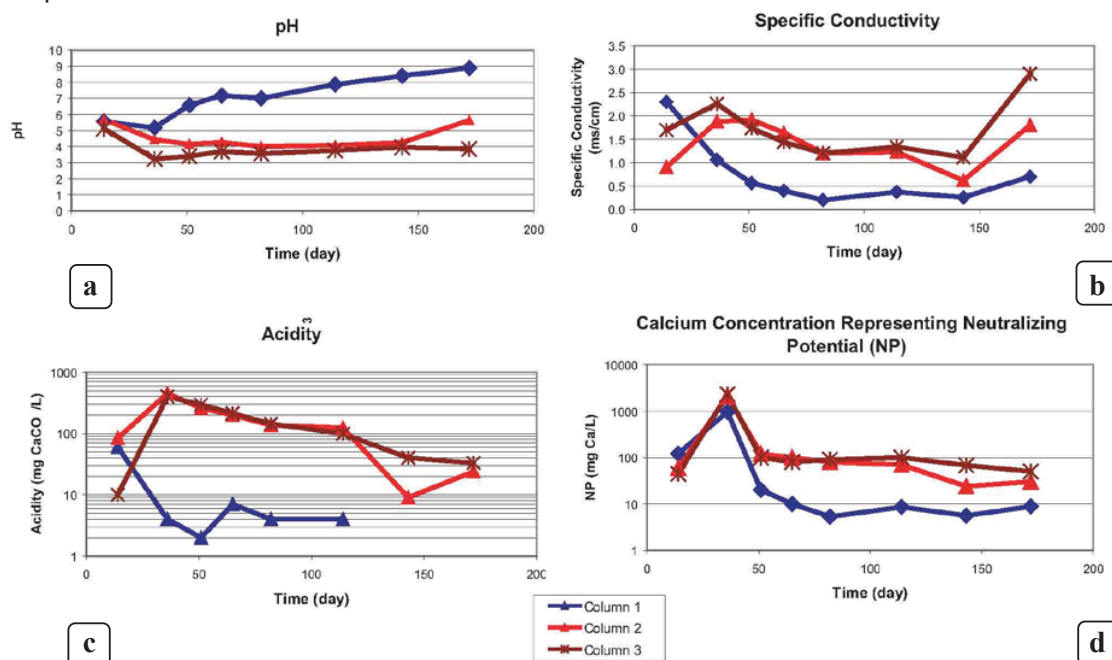 pH
10
9
8
7
6
5
4
3
2
1
0
pH
0 50 100 150 200
Time (day)
a
Specific Conductivity
3.5
3.0
2.5
2.0
1.5
1.0
0.5
0.0
Specific Conductivity
(ms/cm)
0 50 100 150 200
Time (day)
b
Acidity
3
1000
100
10
1
Acidity (mg CaCO /L)
0 50 100 150 200
Time (day)
c
Calcium Concentration Representing Neutralizing
Potential (NP)
10000
1000
100
10
1
NP (mg Ca/L)
0 50 100 150 200
Time (day)
d
Column 1
Column 2
Column 3